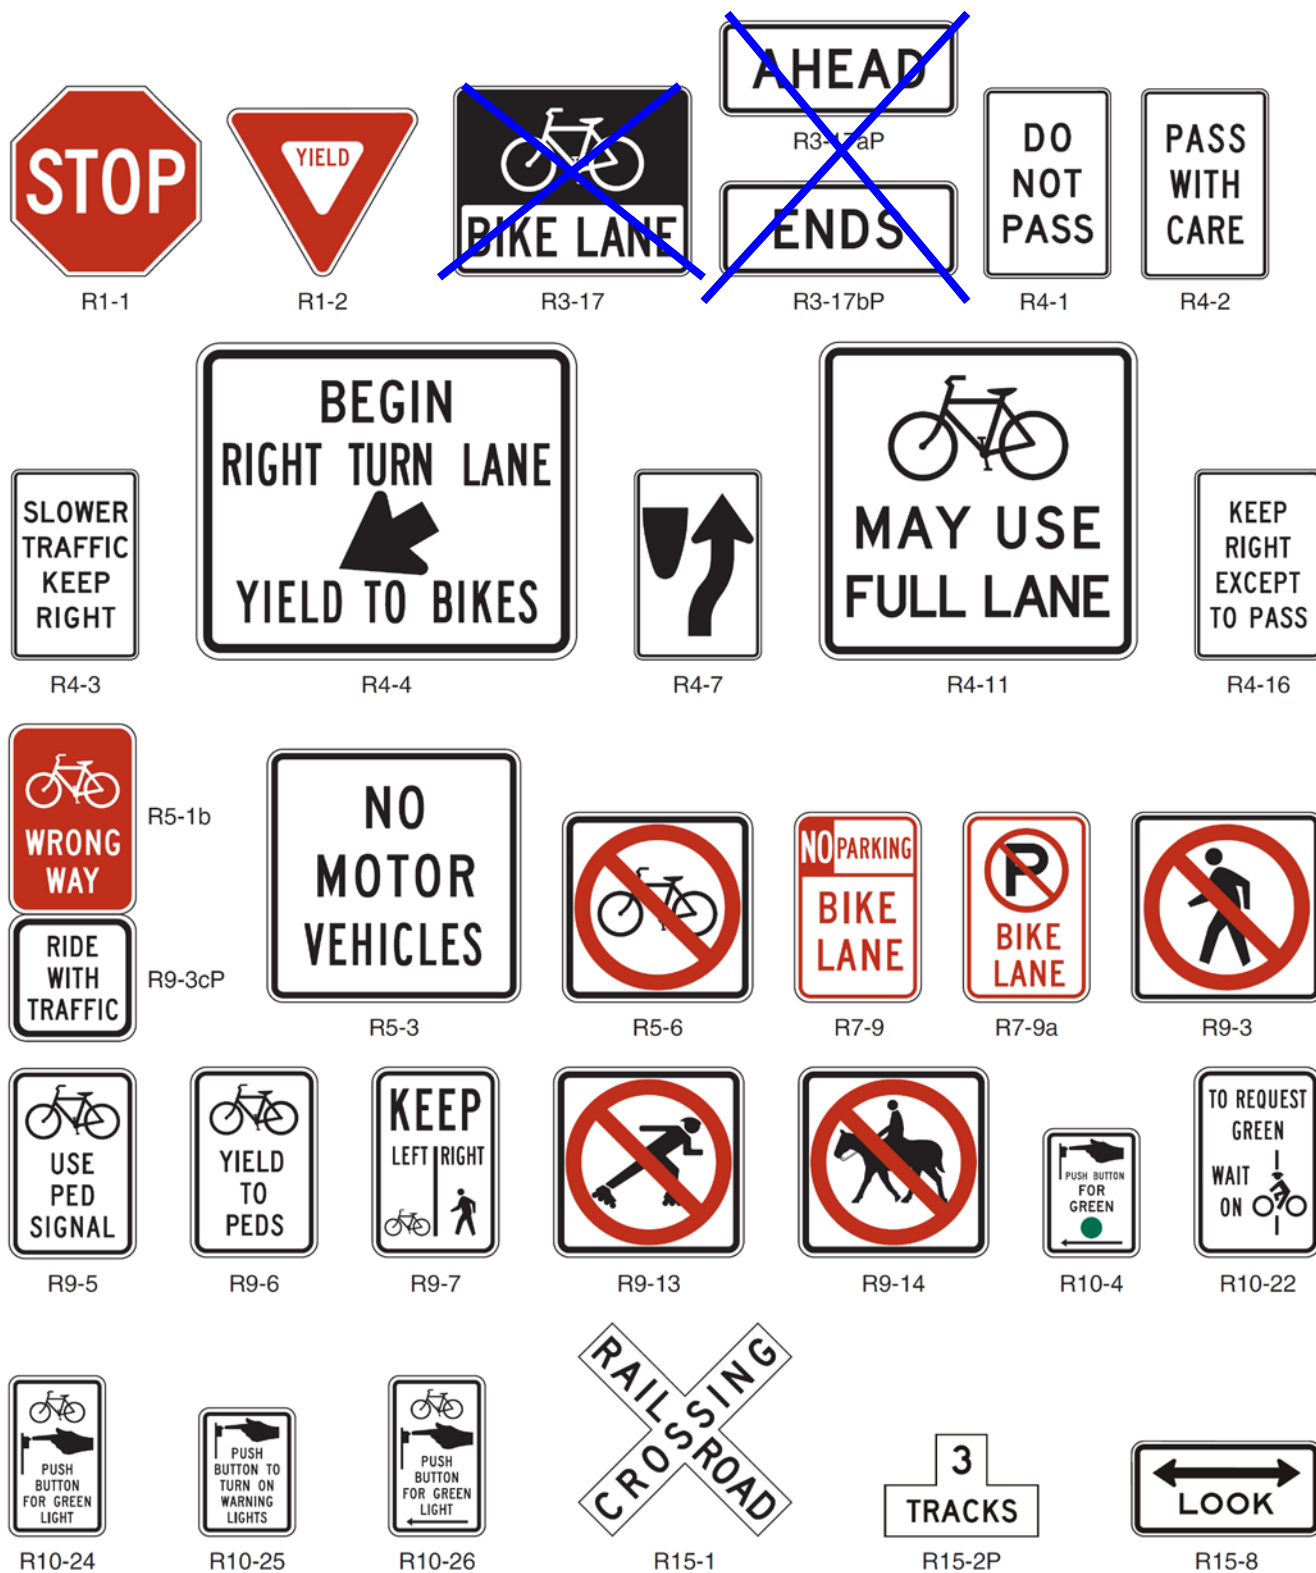 STOP
R1-1
YIELD
R1-2
BIKE LANE
R3-17
AHEAD
R3-17aP
ENDS
R3-17bP
DO
NOT
PASS
R4-1
PASS
WITH
CARE
R4-2
SLOWER
TRAFFIC
KEEP
RIGHT
R4-3
BEGIN
RIGHT TURN LANE
YIELD TO BIKES
R4-4
R4-7
MAY USE
FULL LANE
R4-11
KEEP
RIGHT
EXCEPT
TO PASS
R4-16
WRONG
WAY
R5-1b
RIDE
WITH
TRAFFIC
R9-3cP
NO
MOTOR
VEHICLES
R5-3
R5-6
NO PARKING
BIKE
LANE
R7-9
P
BIKE
LANE
R7-9a
R9-3
USE
PED
SIGNAL
R9-5
YIELD
TO
PEDS
R9-6
KEEP
LEFT RIGHT
R9-7
R9-13
R9-14
PUSH BUTTON
FOR
GREEN
R10-4
TO REQUEST
GREEN
WAIT
ON
R10-22
PUSH
BUTTON
FOR GREEN
LIGHT
R10-24
PUSH
BUTTON TO
TURN ON
WARNING
LIGHTS
R10-25
PUSH
BUTTON
FOR GREEN
LIGHT
R10-26
RAILROAD
CROSSING
R15-1
3
TRACKS
R15-2P
LOOK
R15-8